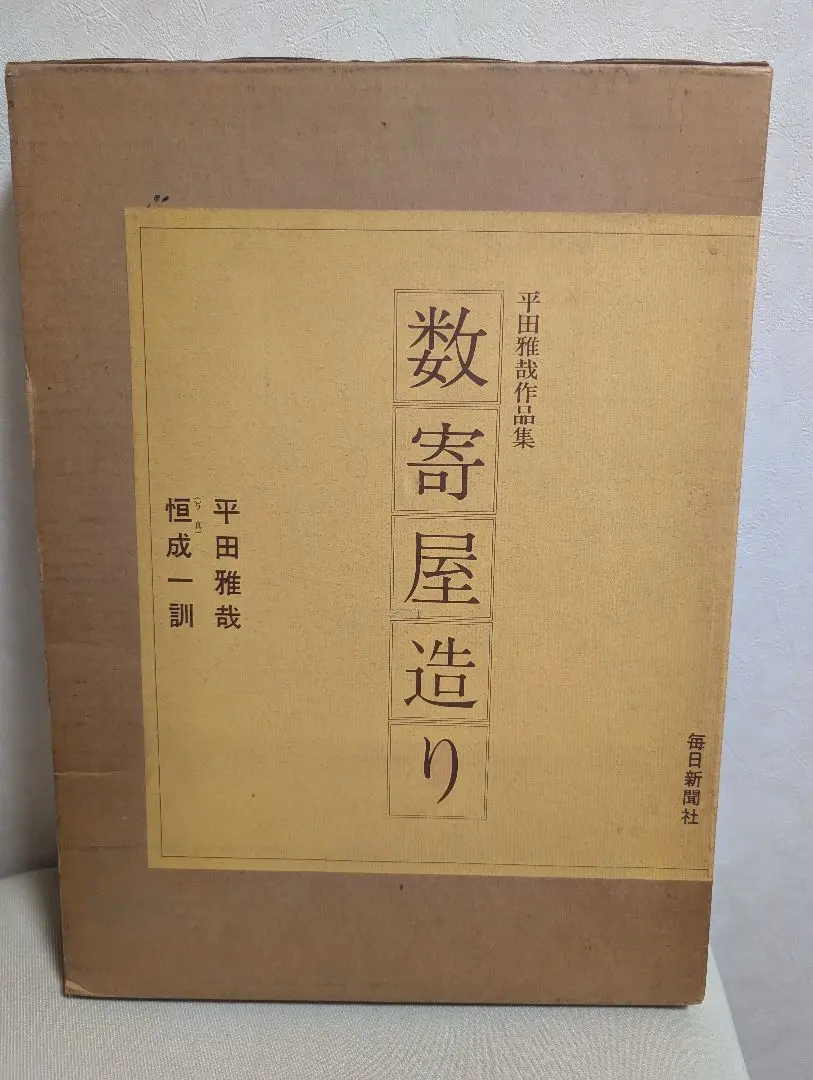 平田雅哉作品集
数寄屋造り
平田雅哉
(写真)
恒成一訓
毎日新聞社